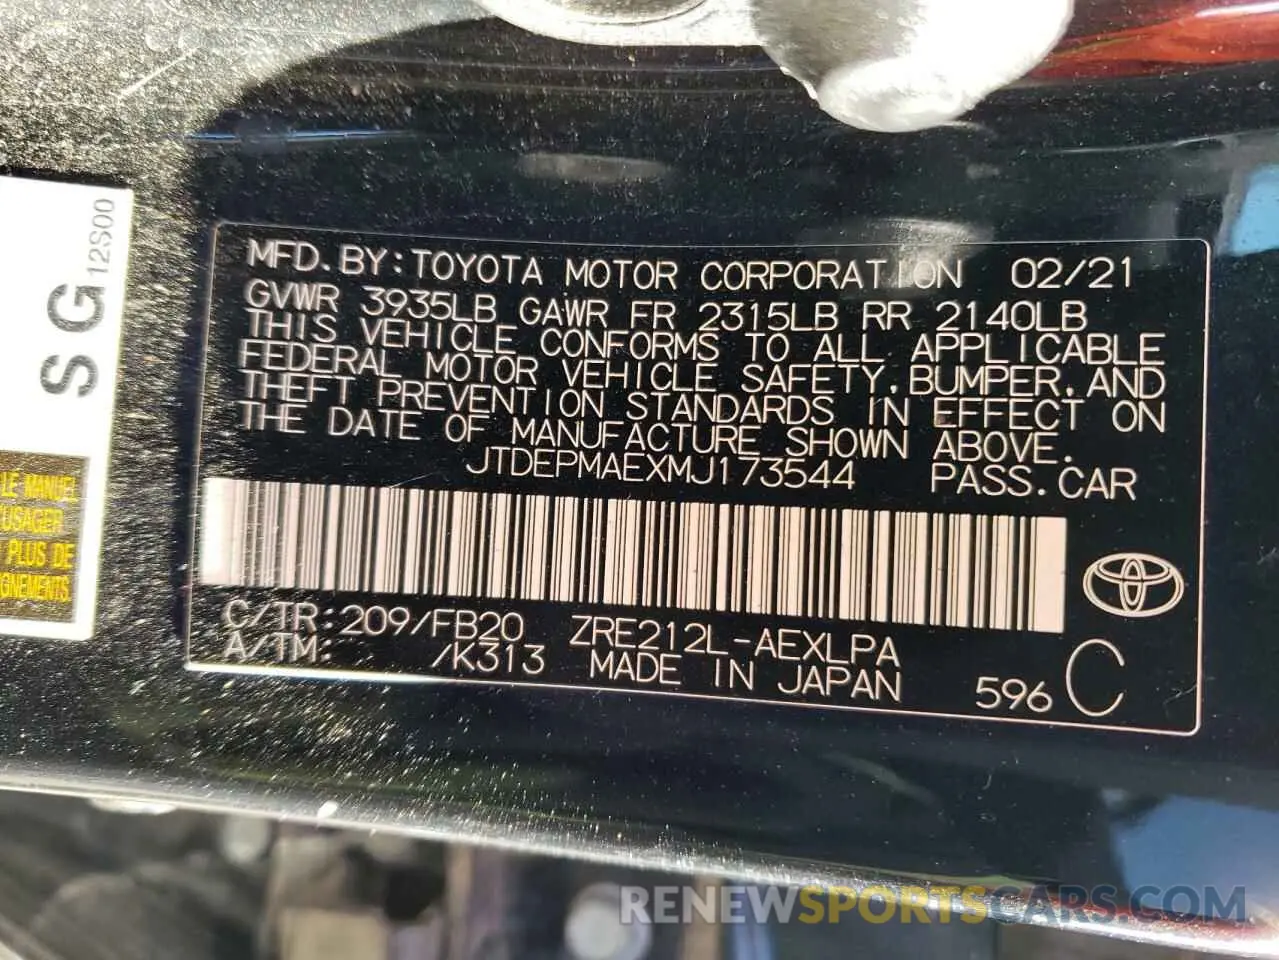 MFD.BY:TOYOTA MOTOR CORPORATION 02/21
GVWR 3935LB GAWR FR 2315LB RR 2140LB
THIS VEHICLE CONFORMS TO ALL APPLICABLE
FEDERAL MOTOR VEHICLE SAFETY,BUMPER,AND
THEFT PREVENTION STANDARDS IN EFFECT ON
THE DATE OF MANUFACTURE SHOWN ABOVE.
JTDEPMAEXMJ173544 PASS.CAR
C/TR:209/FB20 ZRE212L-AEXLPA
A/TM: /K313 MADE IN JAPAN 596 C
SG
12S00
LE MANUEL
PLUS DE
RENEWSPORTSCARS.COM